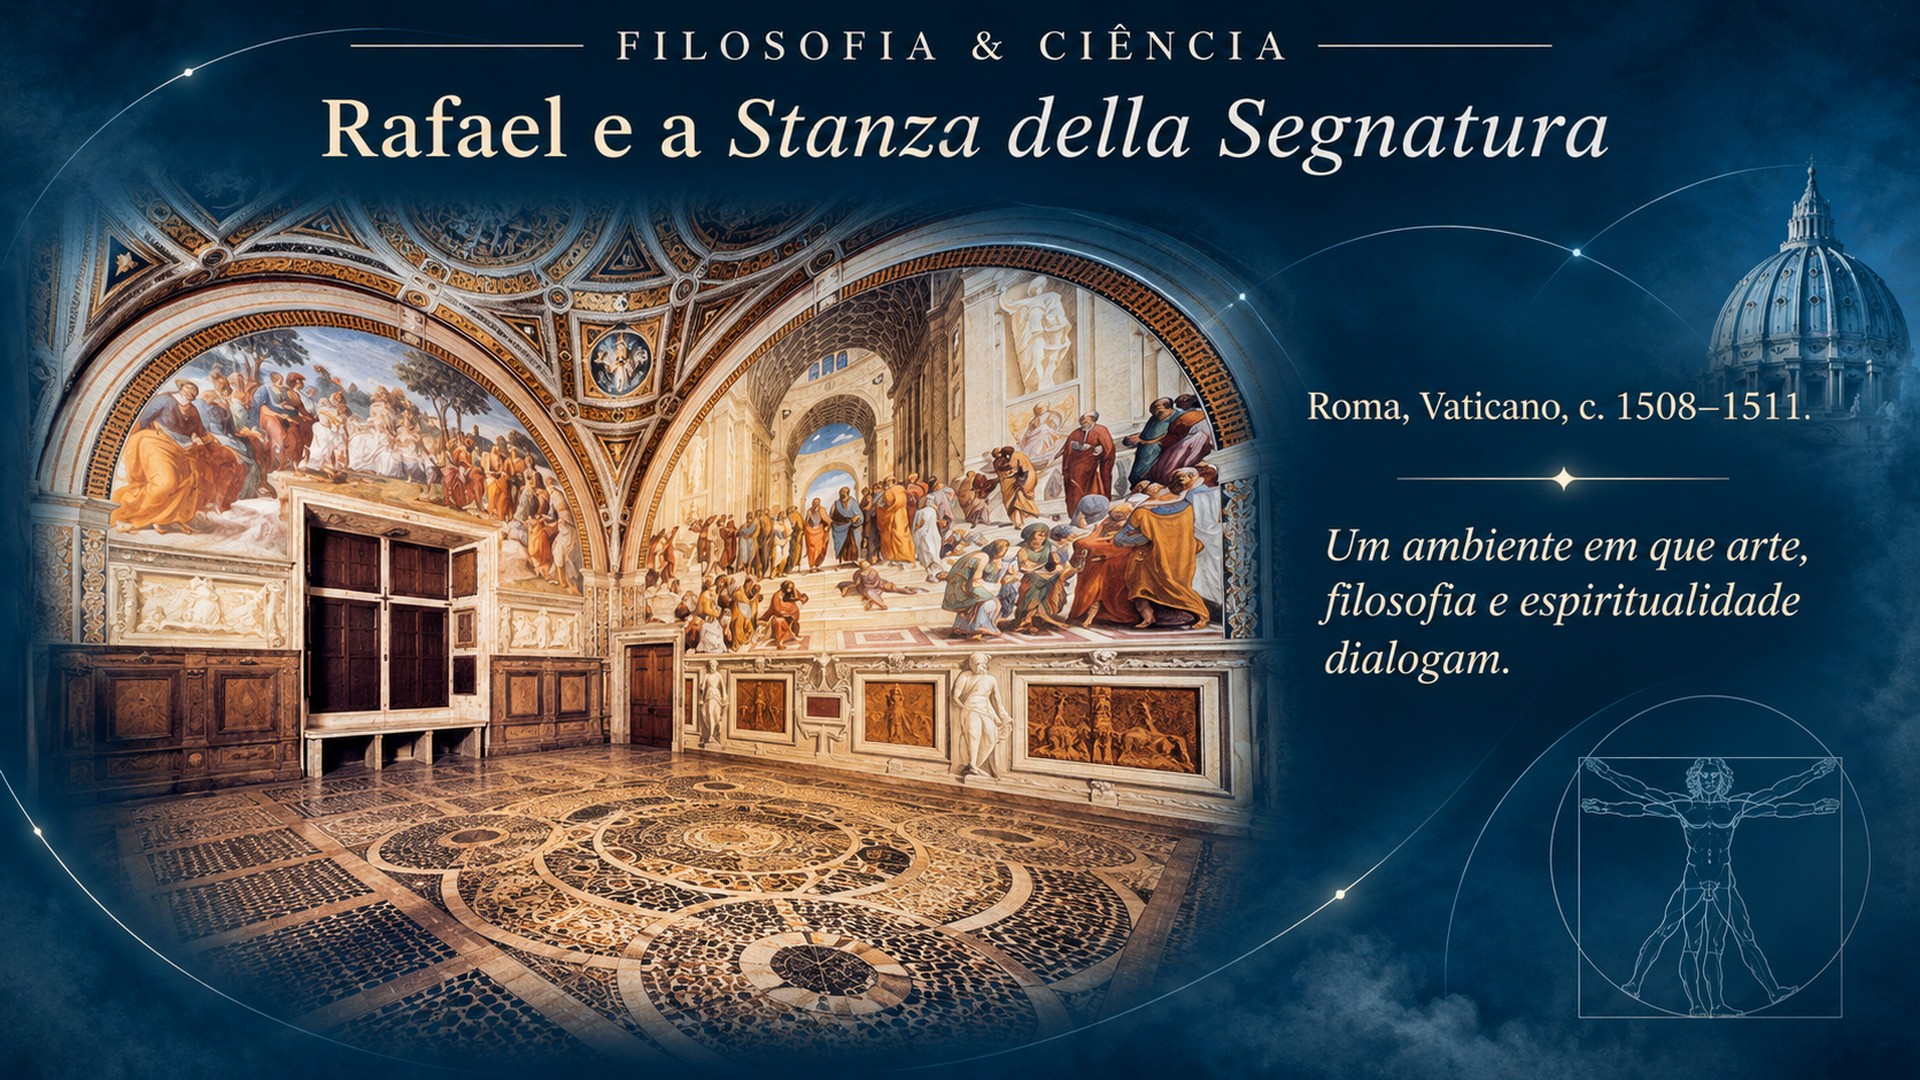 FILOSOFIA & CIÊNCIA
Rafael e a Stanza della Segnatura
Roma, Vaticano, c. 1508–1511.
Um ambiente em que arte,
filosofia e espiritualidade
dialogam.